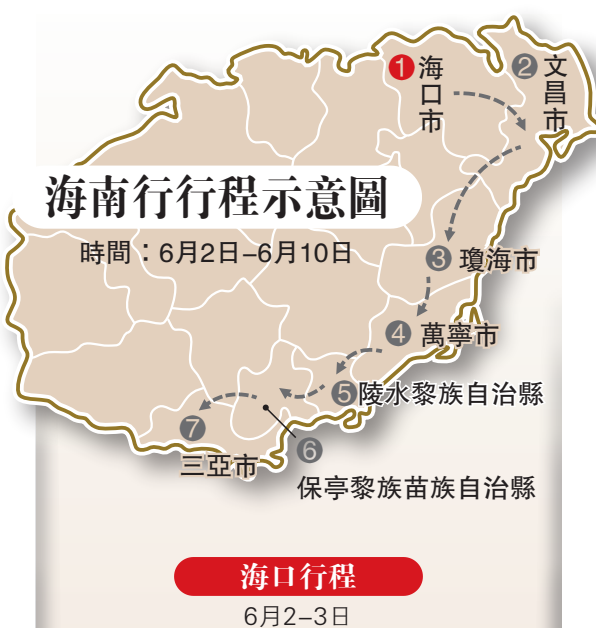 1 海口市
2 文昌市
海南行行程示意圖
時間：6月2日–6月10日
3 瓊海市
4 萬寧市
5 陵水黎族自治縣
7
三亞市
6
保亭黎族苗族自治縣
海口行程
6月2–3日